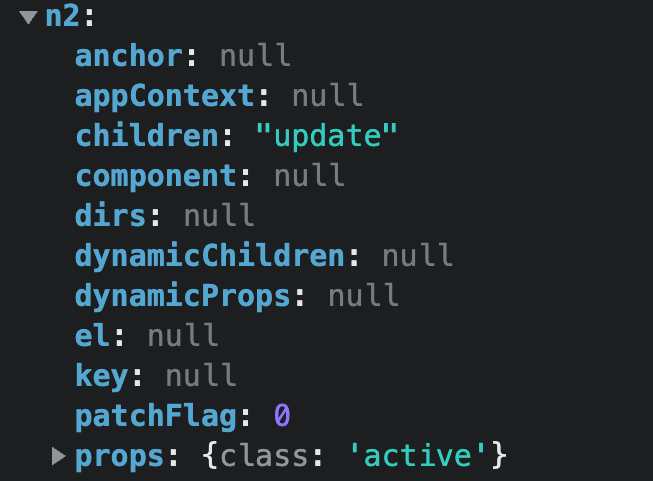 n2:
anchor: null
appContext: null
children: "update"
component: null
dirs: null
dynamicChildren: null
dynamicProps: null
el: null
key: null
patchFlag: 0
props: {class: 'active'}